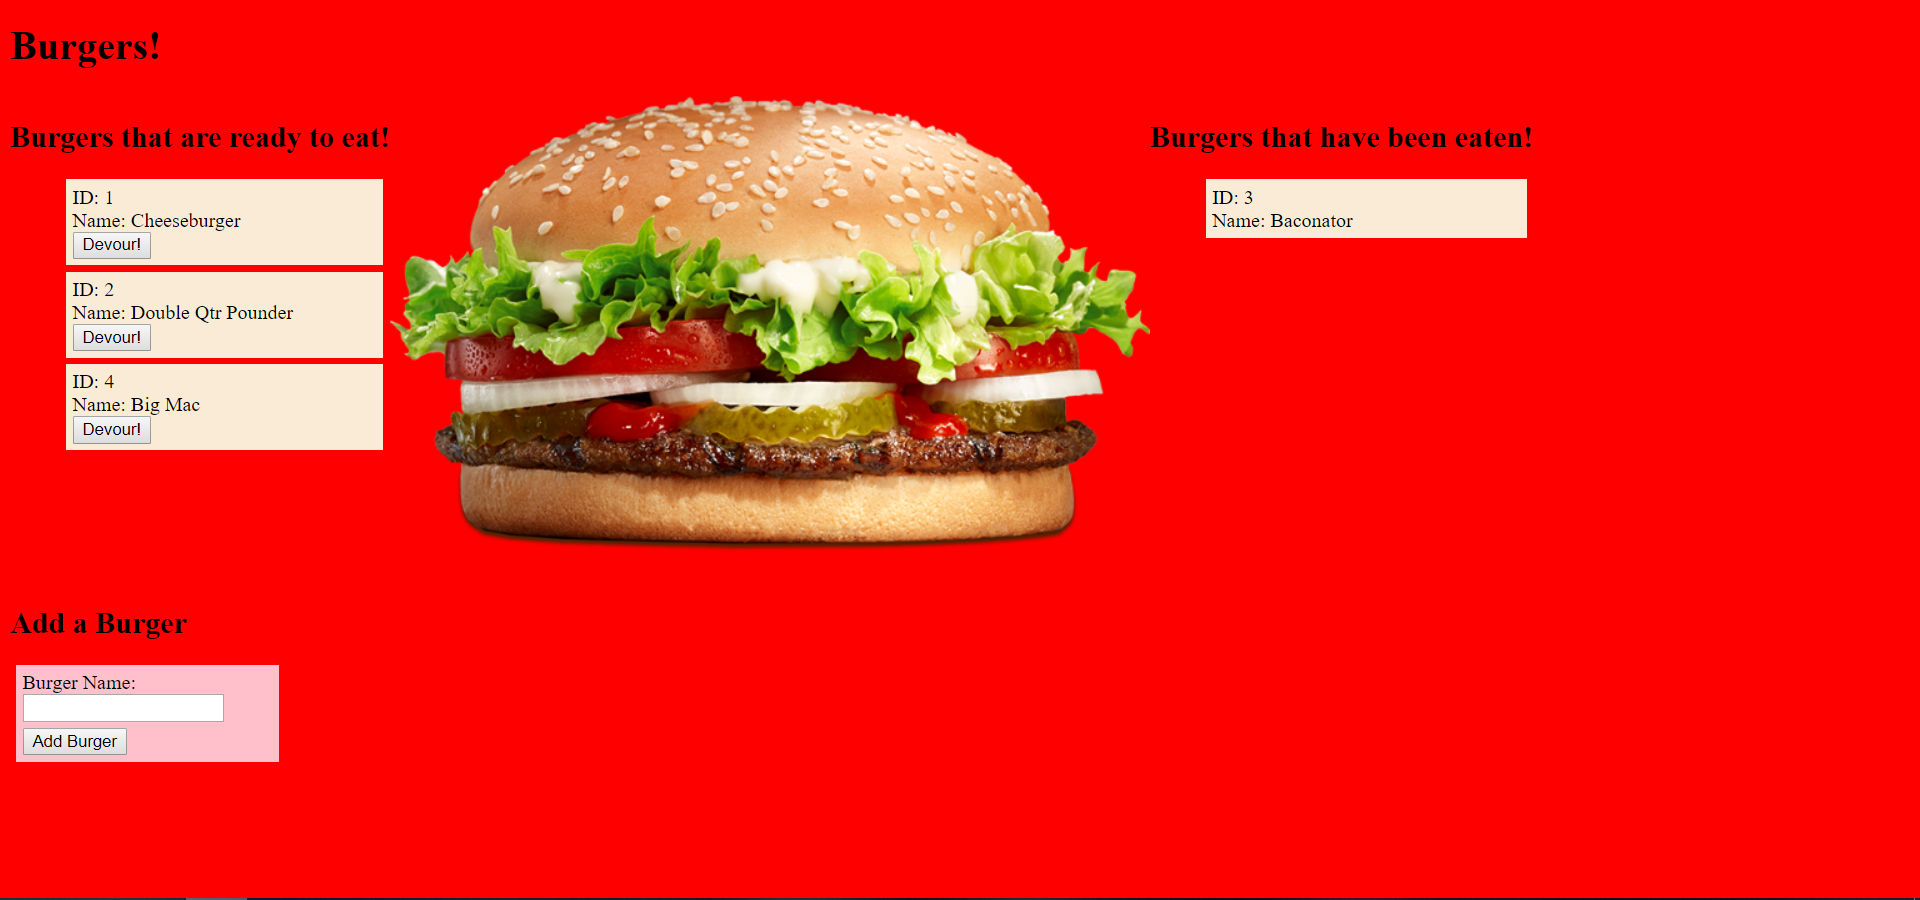 Burgers!
Burgers that are ready to eat!
ID: 1
Name: Cheeseburger
Devour!
ID: 2
Name: Double Qtr Pounder
Devour!
ID: 4
Name: Big Mac
Devour!
Burgers that have been eaten!
ID: 3
Name: Baconator
Add a Burger
Burger Name:
Add Burger